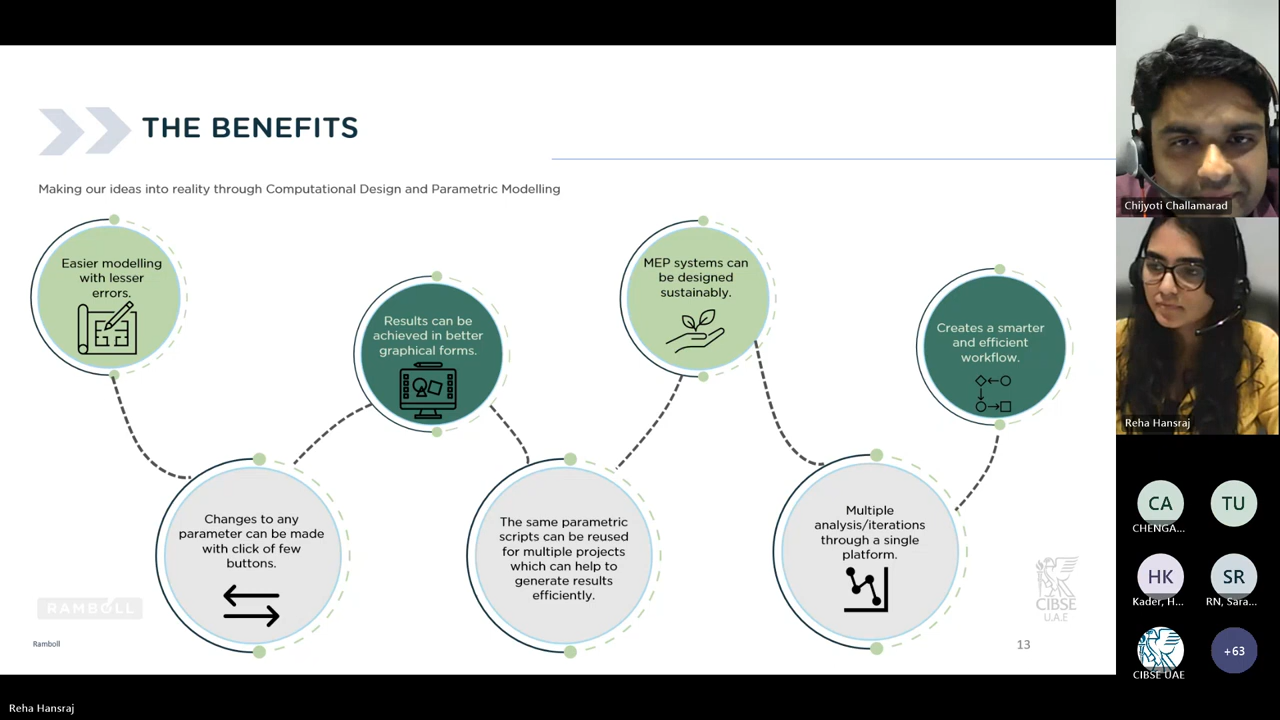 THE BENEFITS
Making our ideas into reality through Computational Design and Parametric Modelling
Easier modelling
with lesser
errors.
Changes to any
parameter can be made
with click of few
buttons.
Results can be
achieved in better
graphical forms.
The same parametric
scripts can be reused
for multiple projects
which can help to
generate results
efficiently.
MEP systems can
be designed
sustainably.
Multiple
analysis/iterations
through a single
platform.
Creates a smarter
and efficient
workflow.
RAMBOLL
CIBSE
U.A.E
Ramboll
13
Chijyoti Challamarad
Reha Hansraj
CA
CHENGA...
TU
HK
Kader, H...
SR
RN, Sara...
CIBSE UAE
+63
Reha Hansraj